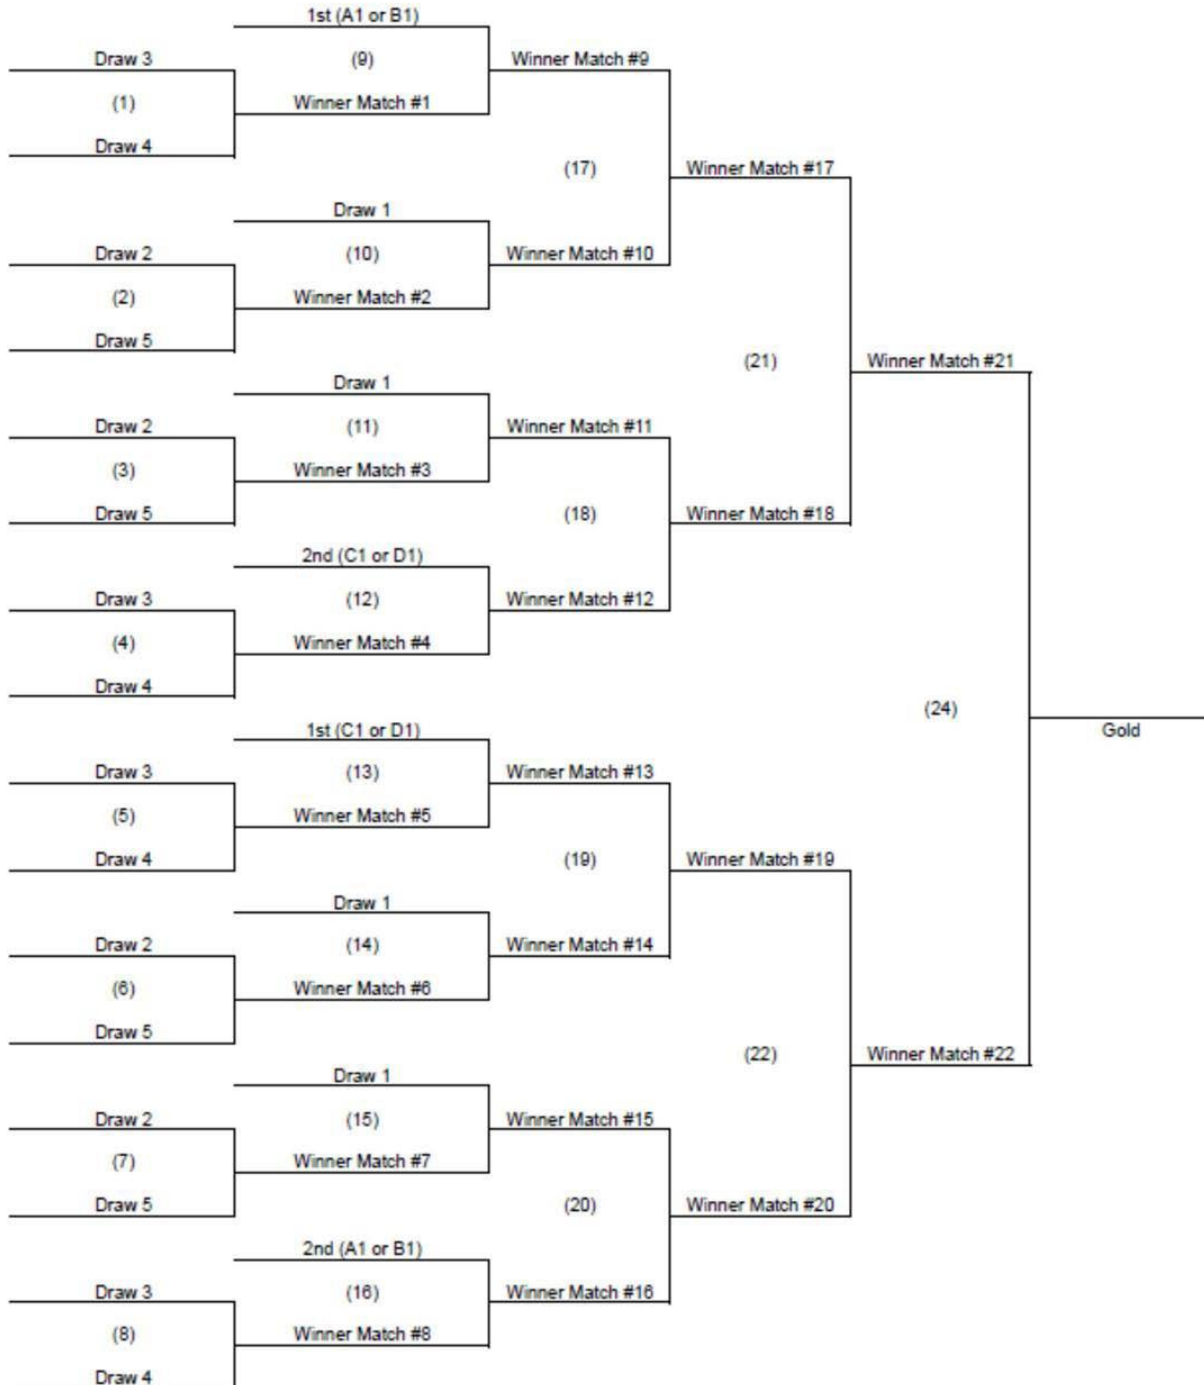 1st (A1 or B1)
Draw 3
(9)
Winner Match #9
(1)
Winner Match #1
Draw 4
(17)
Winner Match #17
Draw 1
Draw 2
(10)
Winner Match #10
(2)
Winner Match #2
Draw 5
(21)
Winner Match #21
Draw 1
Draw 2
(11)
Winner Match #11
(3)
Winner Match #3
Draw 5
(18)
Winner Match #18
2nd (C1 or D1)
Draw 3
(12)
Winner Match #12
(4)
Winner Match #4
Draw 4
(24)
Gold
1st (C1 or D1)
Draw 3
(13)
Winner Match #13
(5)
Winner Match #5
Draw 4
(19)
Winner Match #19
Draw 1
Draw 2
(14)
Winner Match #14
(6)
Winner Match #6
Draw 5
(22)
Winner Match #22
Draw 1
Draw 2
(15)
Winner Match #15
(7)
Winner Match #7
Draw 5
(20)
Winner Match #20
2nd (A1 or B1)
Draw 3
(16)
Winner Match #16
(8)
Winner Match #8
Draw 4